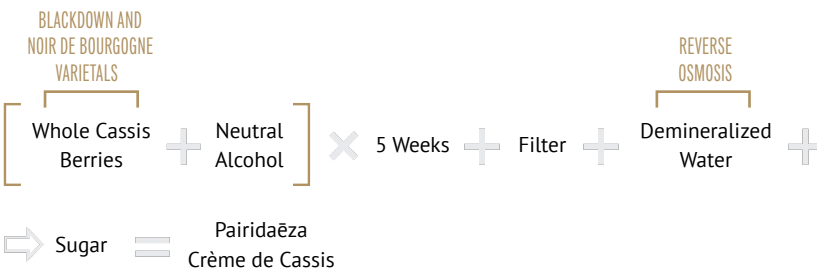 BLACKDOWN AND
NOIR DE BOURGOGNE
VARIETALS
REVERSE
OSMOSIS
Whole Cassis
Berries
Neutral
Alcohol
5 Weeks
Filter
Demineralized
Water
Sugar
Pairidaēza
Crème de Cassis